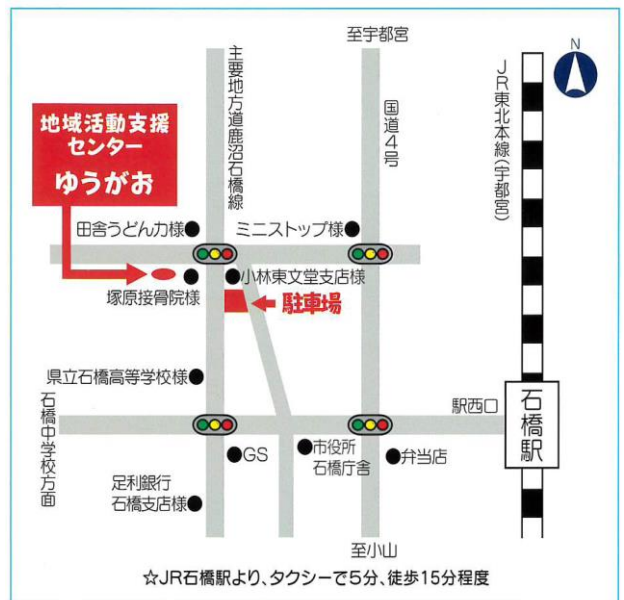 至宇都宮
N
主要地方道鹿沼石橋線
国道4号
JR東北本線(宇都宮)
地域活動支援
センター
ゆうがお
田舎うどん力様
ミニストップ様
小林東文堂支店様
塚原接骨院様
駐車場
県立石橋高等学校様
石橋中学校方面
駅西口
石橋駅
GS
市役所
石橋庁舎
弁当店
足利銀行
石橋支店様
至小山
☆JR石橋駅より、タクシーで5分、徒歩15分程度